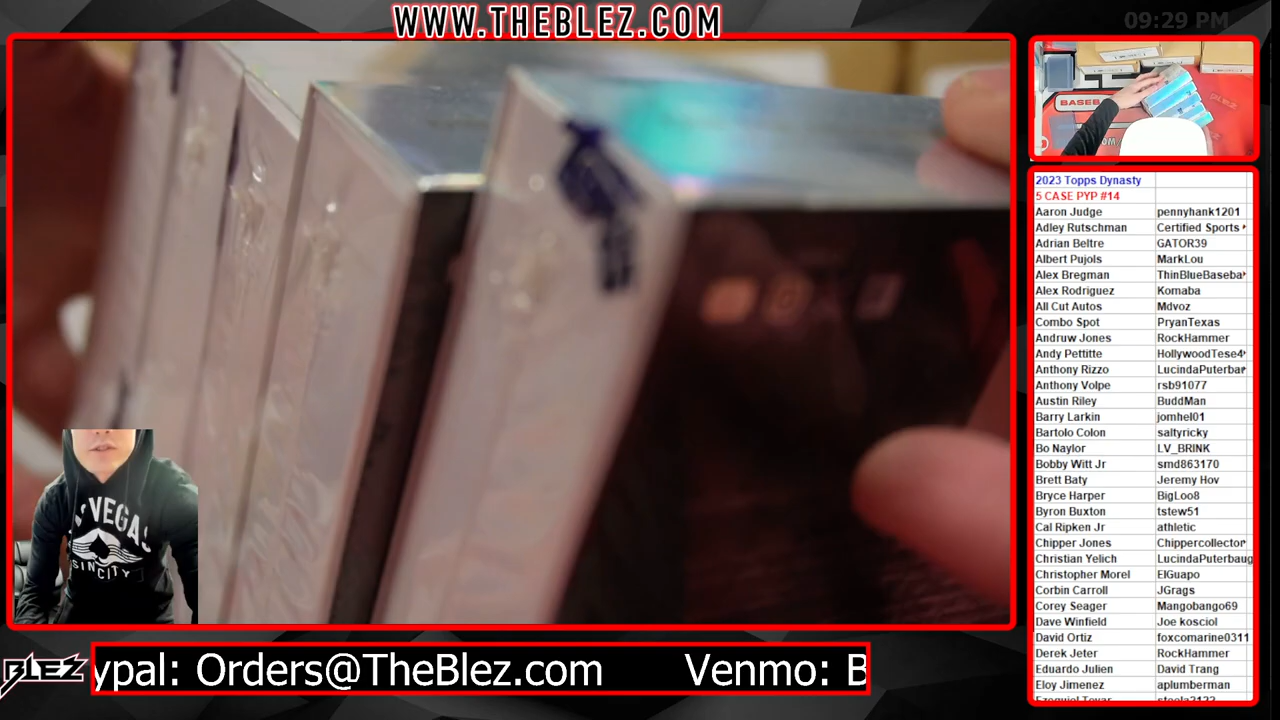 WWW.THEBLEZ.COM
09:29 PM
BASEB
2023 Topps Dynasty
5 CASE PYP #14
Aaron Judge pennyhank1201
Adley Rutschman Certified Sports
Adrian Beltre GATOR39
Albert Pujols MarkLou
Alex Bregman ThinBlueBaseba
Alex Rodriguez Komaba
All Cut Autos Mdvoz
Combo Spot PryanTexas
Andruw Jones RockHammer
Andy Pettitte HollywoodTese4
Anthony Rizzo LucindaPuterbar
Anthony Volpe rsb91077
Austin Riley BuddMan
Barry Larkin jomhel01
Bartolo Colon saltyricky
Bo Naylor LV_BRINK
Bobby Witt Jr smd863170
Brett Baty Jeremy Hov
Bryce Harper BigLoo8
Byron Buxton tstew51
Cal Ripken Jr athletic
Chipper Jones Chippercollector
Christian Yelich LucindaPuterbaug
Christopher Morel ElGuapo
Corbin Carroll JGrags
Corey Seager Mangobango69
Dave Winfield Joe kosciol
David Ortiz foxcomarine0311
Derek Jeter RockHammer
Eduardo Julien David Trang
Eloy Jimenez aplumberman
VEGAS
SIN CITY
BLEZ
ypal: Orders@TheBlez.com Venmo: B